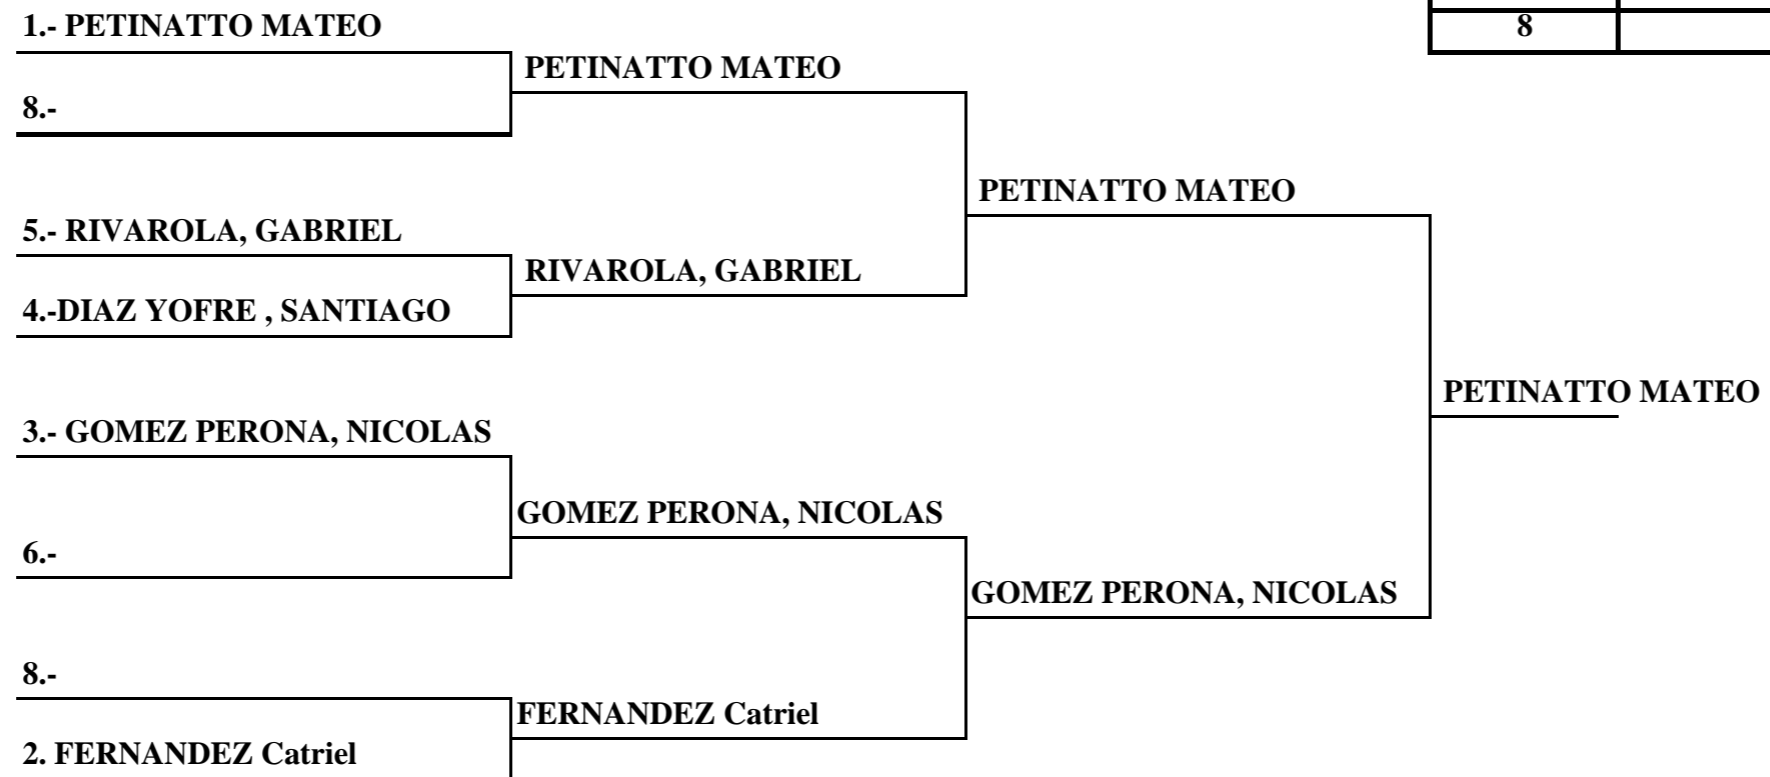 1.- PETINATTO MATEO
8
PETINATTO MATEO
8.-
PETINATTO MATEO
5.- RIVAROLA, GABRIEL
RIVAROLA, GABRIEL
4.-DIAZ YOFRE , SANTIAGO
PETINATTO MATEO
3.- GOMEZ PERONA, NICOLAS
GOMEZ PERONA, NICOLAS
6.-
GOMEZ PERONA, NICOLAS
8.-
FERNANDEZ Catriel
2. FERNANDEZ Catriel